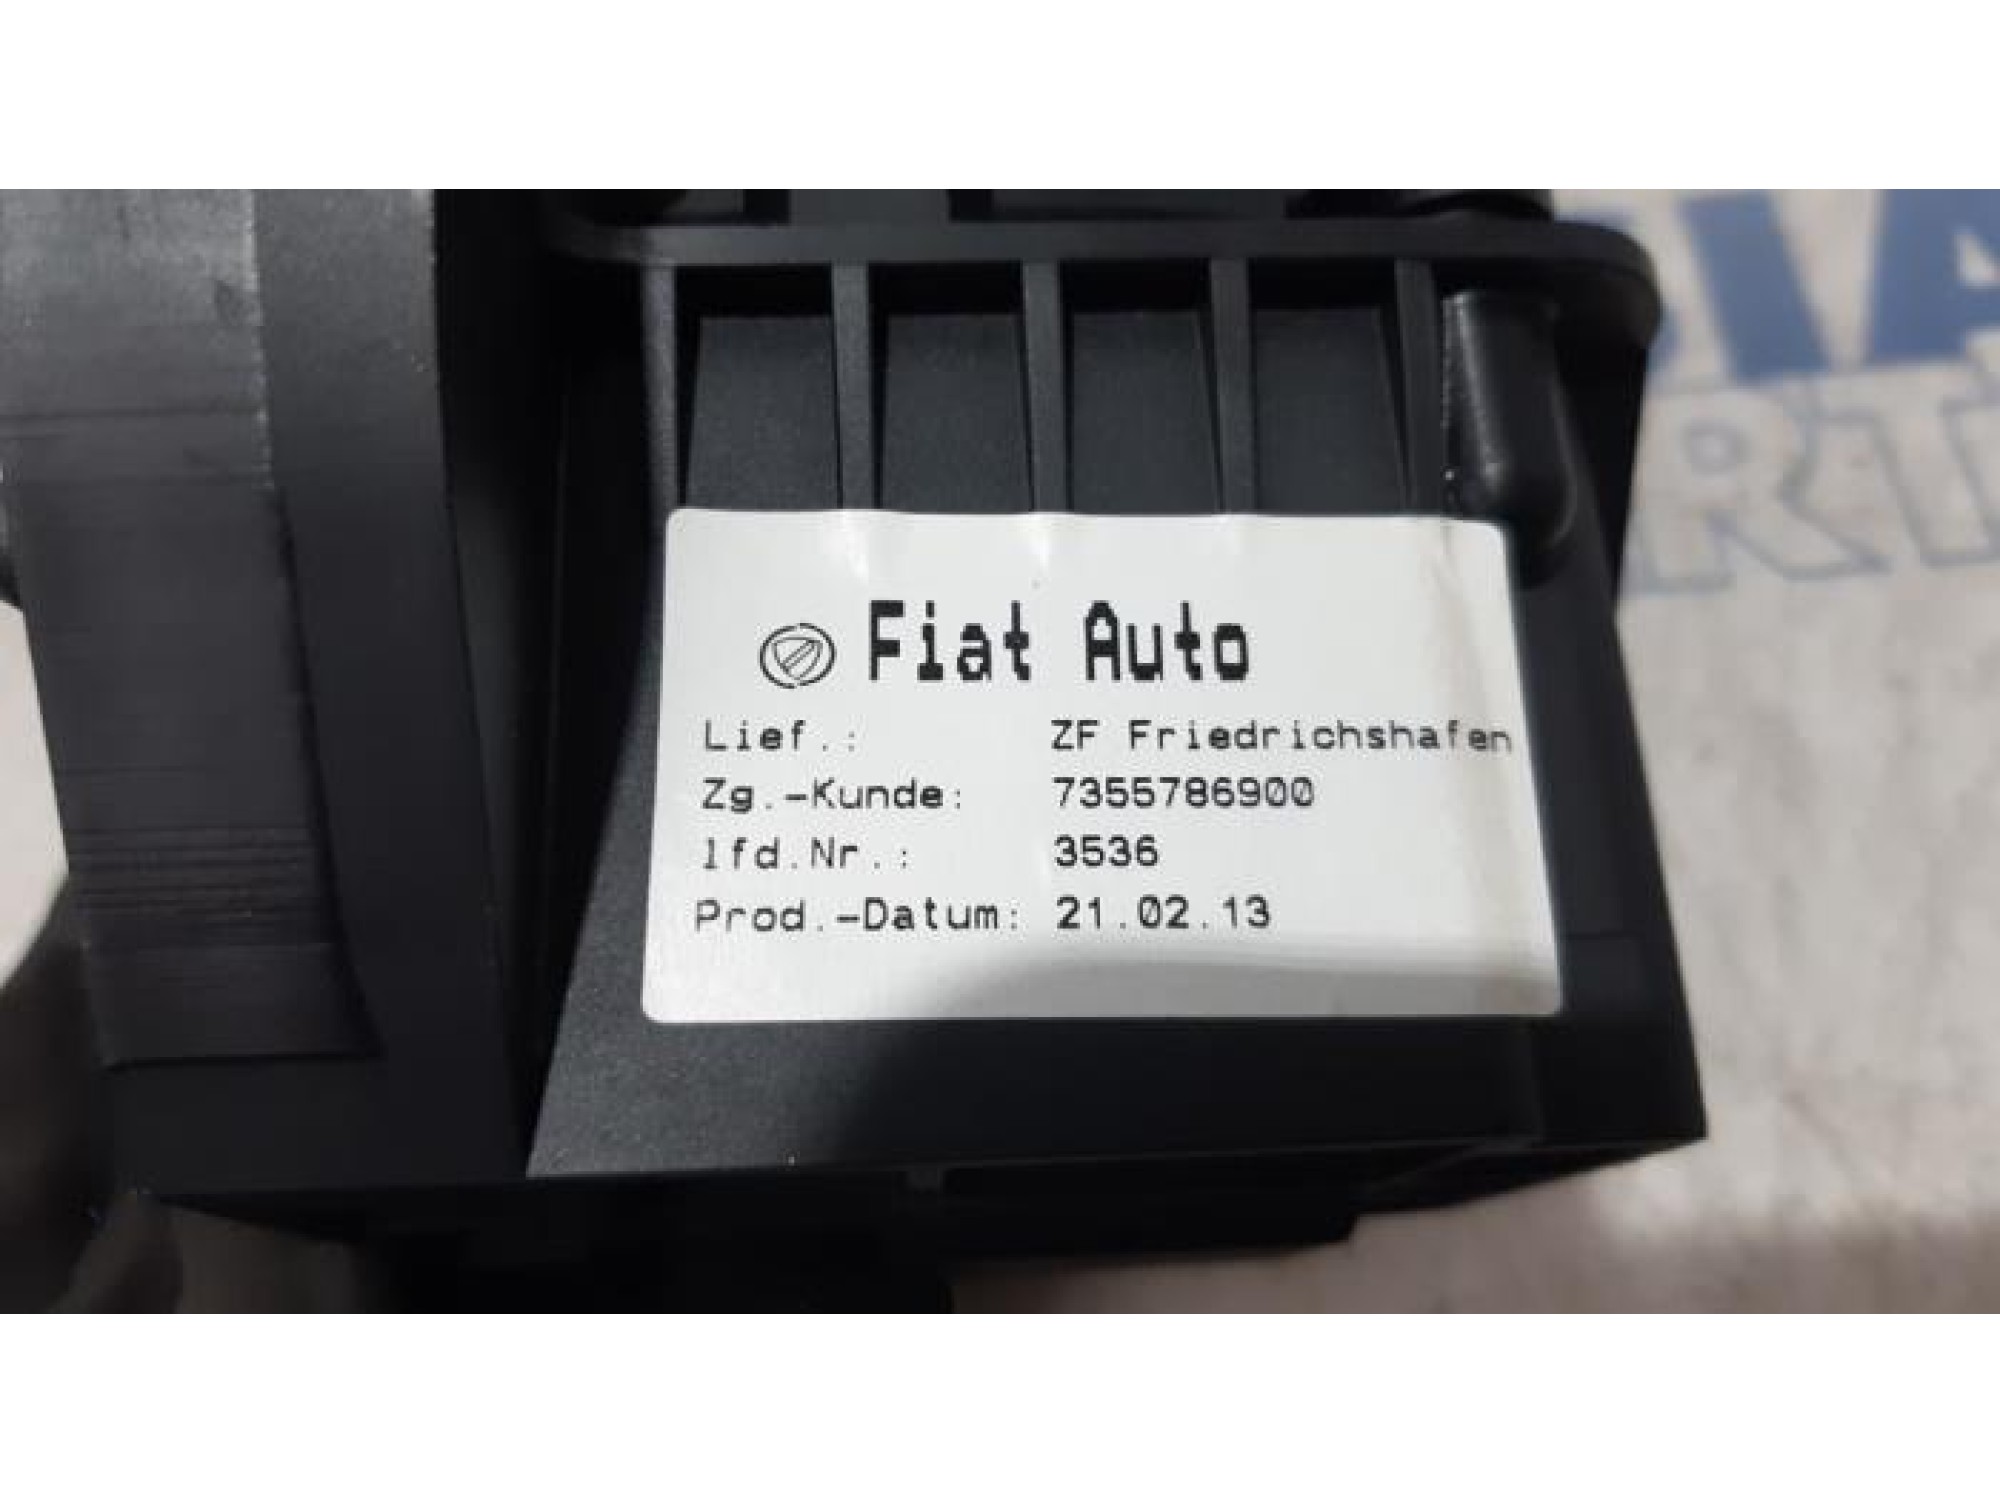 Fiat Auto
Lief.: ZF Friedrichshafen
Zg.-Kunde: 7355786900
lfd.Nr.: 3536
Prod.-Datum: 21.02.13